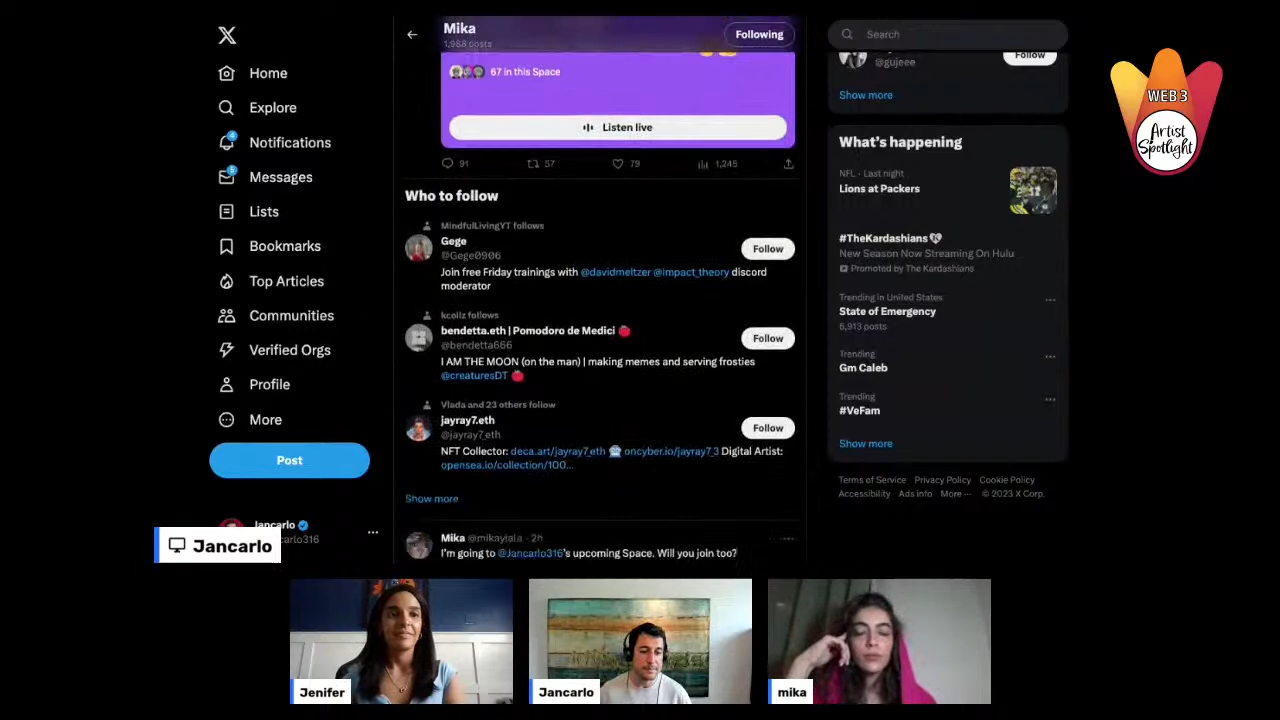 X
Home
Explore
4
Notifications
5
Messages
Lists
Bookmarks
Top Articles
Communities
Verified Orgs
Profile
More
Post
Jancarlo
carlo316
Jancarlo
Mika
1,988 posts
Following
67 in this Space
Listen live
91 57 79 1,245
Who to follow
MindfulLivingYT follows
Gege
@Gege0906
Follow
Join free Friday trainings with @davidmeltzer @impact_theory discord
moderator
kcollz follows
bendetta.eth | Pomodoro de Medici
@bendetta666
Follow
I AM THE MOON (on the man) | making memes and serving frosties
@creaturesDT
Vlada and 23 others follow
jayray7.eth
@jayray7_eth
Follow
NFT Collector: deca.art/jayray7_eth oncyber.io/jayray7_3 Digital Artist:
opensea.io/collection/100...
Show more
Mika @mikaylala · 2h
I'm going to @Jancarlo316's upcoming Space. Will you join too?
Search
@gujeee
Follow
Show more
What's happening
NFL · Last night
Lions at Packers
#TheKardashians
New Season Now Streaming On Hulu
Promoted by The Kardashians
Trending in United States
State of Emergency
6,913 posts
Trending
Gm Caleb
Trending
#VeFam
Show more
Terms of Service Privacy Policy Cookie Policy
Accessibility Ads info More ··· © 2023 X Corp.
WEB3
Artist
Spotlight
Jenifer
Jancarlo
mika